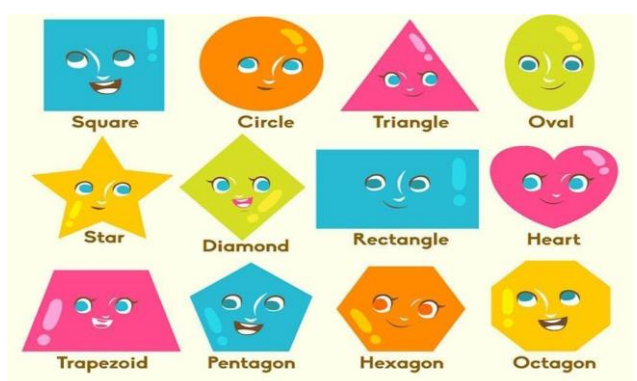 Square Circle Triangle Oval
Star Diamond Rectangle Heart
Trapezoid Pentagon Hexagon Octagon